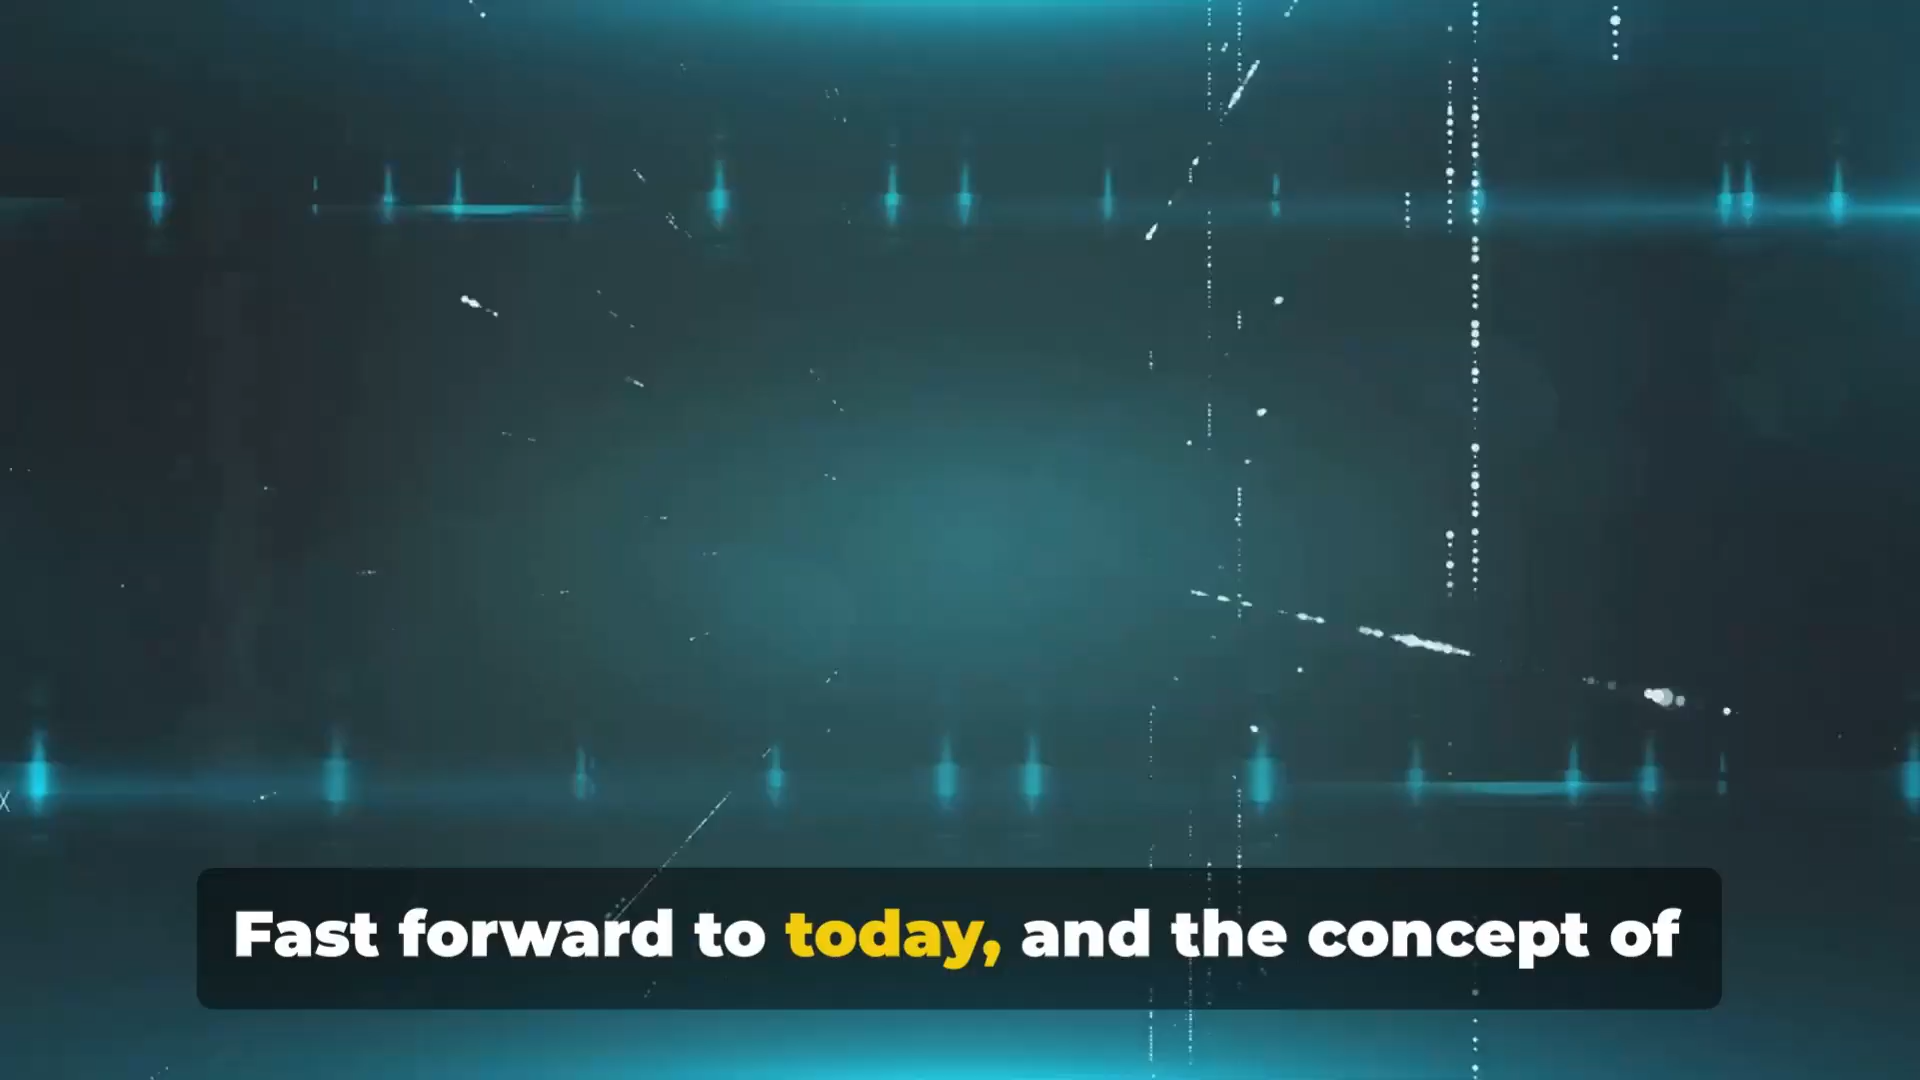 Fast forward to today, and the concept of